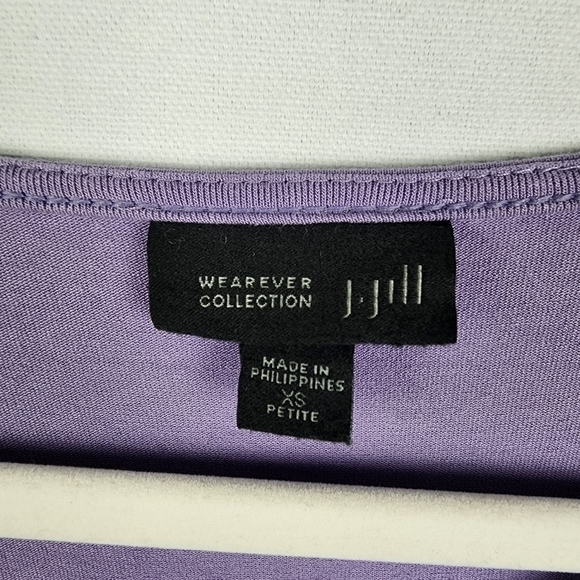 WEAREVER
COLLECTION
J.Jill
MADE IN
PHILIPPINES
XS
PETITE